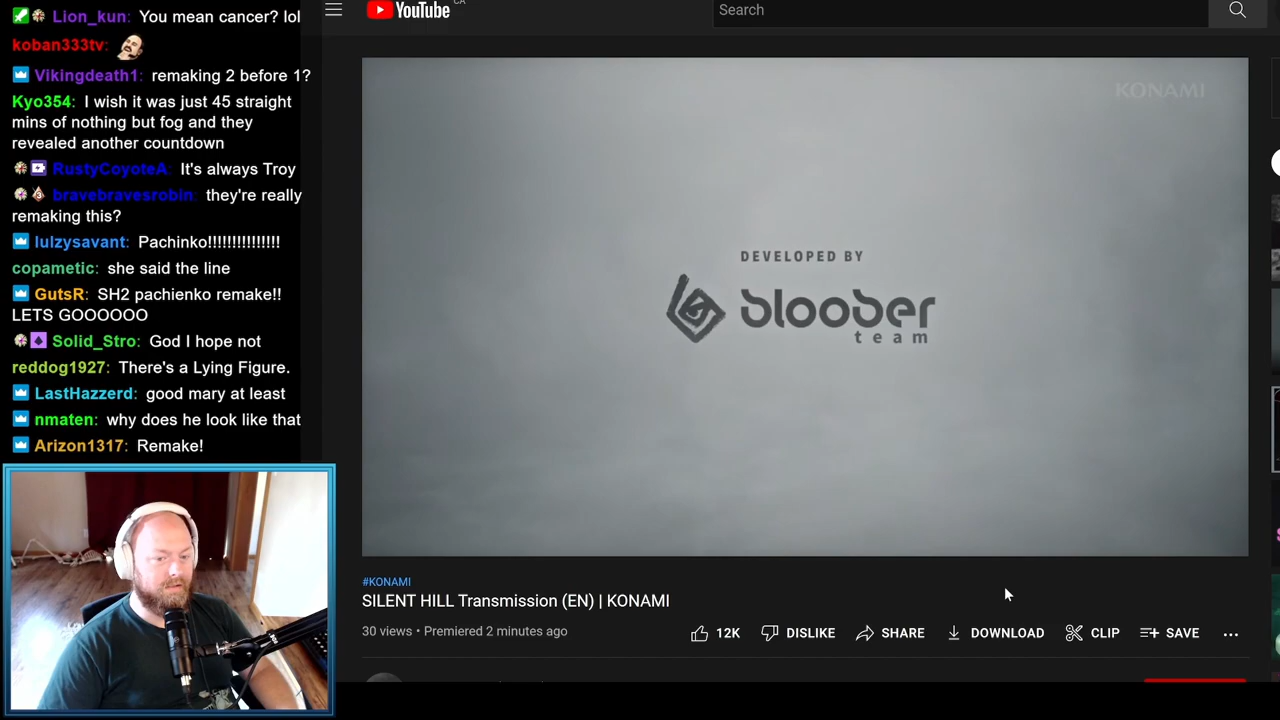 Lion_kun: You mean cancer? lol
koban333tv:
Vikingdeath1: remaking 2 before 1?
Kyo354: I wish it was just 45 straight
mins of nothing but fog and they
revealed another countdown
RustyCoyoteA: It's always Troy
bravebravesrobin: they're really
remaking this?
lulzysavant: Pachinko!!!!!!!!!!!!!!!
copametic: she said the line
GutsR: SH2 pachienko remake!!
LETS GOOOOOO
Solid_Stro: God I hope not
reddog1927: There's a Lying Figure.
LastHazzerd: good mary at least
nmaten: why does he look like that
Arizon1317: Remake!
YouTube CA
Search
KONAMI
DEVELOPED BY
bloober
team
#KONAMI
SILENT HILL Transmission (EN) | KONAMI
30 views • Premiered 2 minutes ago
12K
DISLIKE
SHARE
DOWNLOAD
CLIP
SAVE